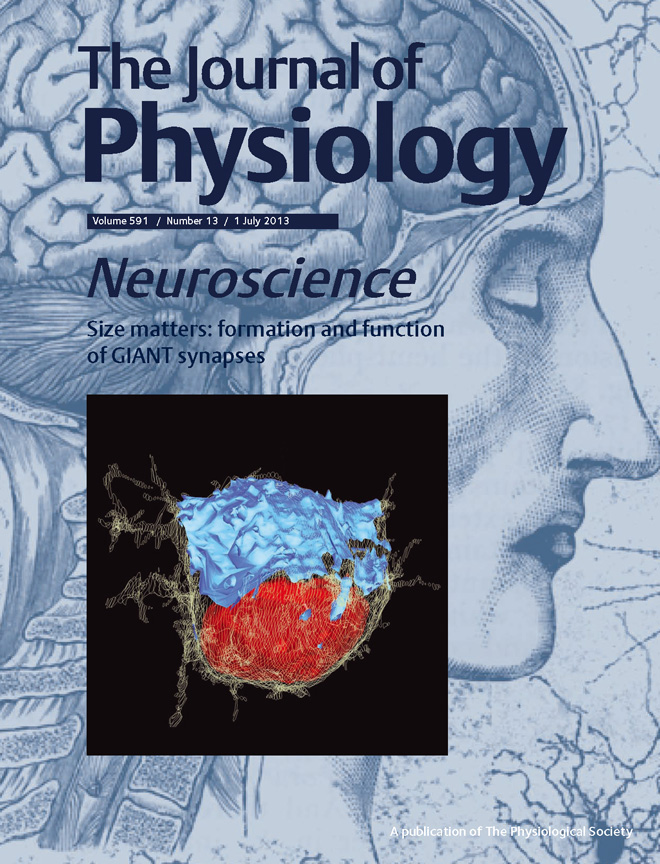 The Journal of
Physiology
Volume 591 / Number 13 / 1 July 2013
Neuroscience
Size matters: formation and function
of GIANT synapses
A publication of The Physiological Society